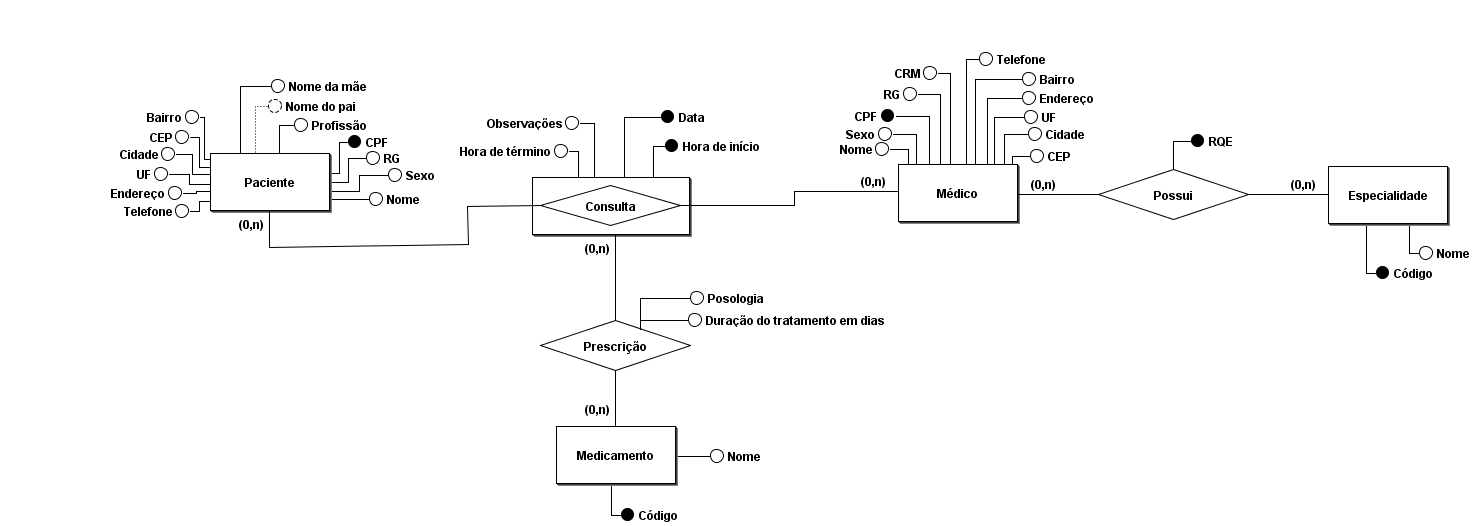 Nome da mãe
Nome do pai
Profissão
Bairro
CEP
Cidade
UF
Endereço
Telefone
CPF
RG
Sexo
Nome
Paciente
(0,n)
Observações
Hora de término
Data
Hora de início
Consulta
(0,n)
Posologia
Duração do tratamento em dias
Prescrição
(0,n)
Medicamento
Nome
Código
(0,n)
CRM
RG
CPF
Sexo
Nome
Telefone
Bairro
Endereço
UF
Cidade
CEP
Médico
(0,n)
RQE
Possui
(0,n)
Especialidade
Nome
Código